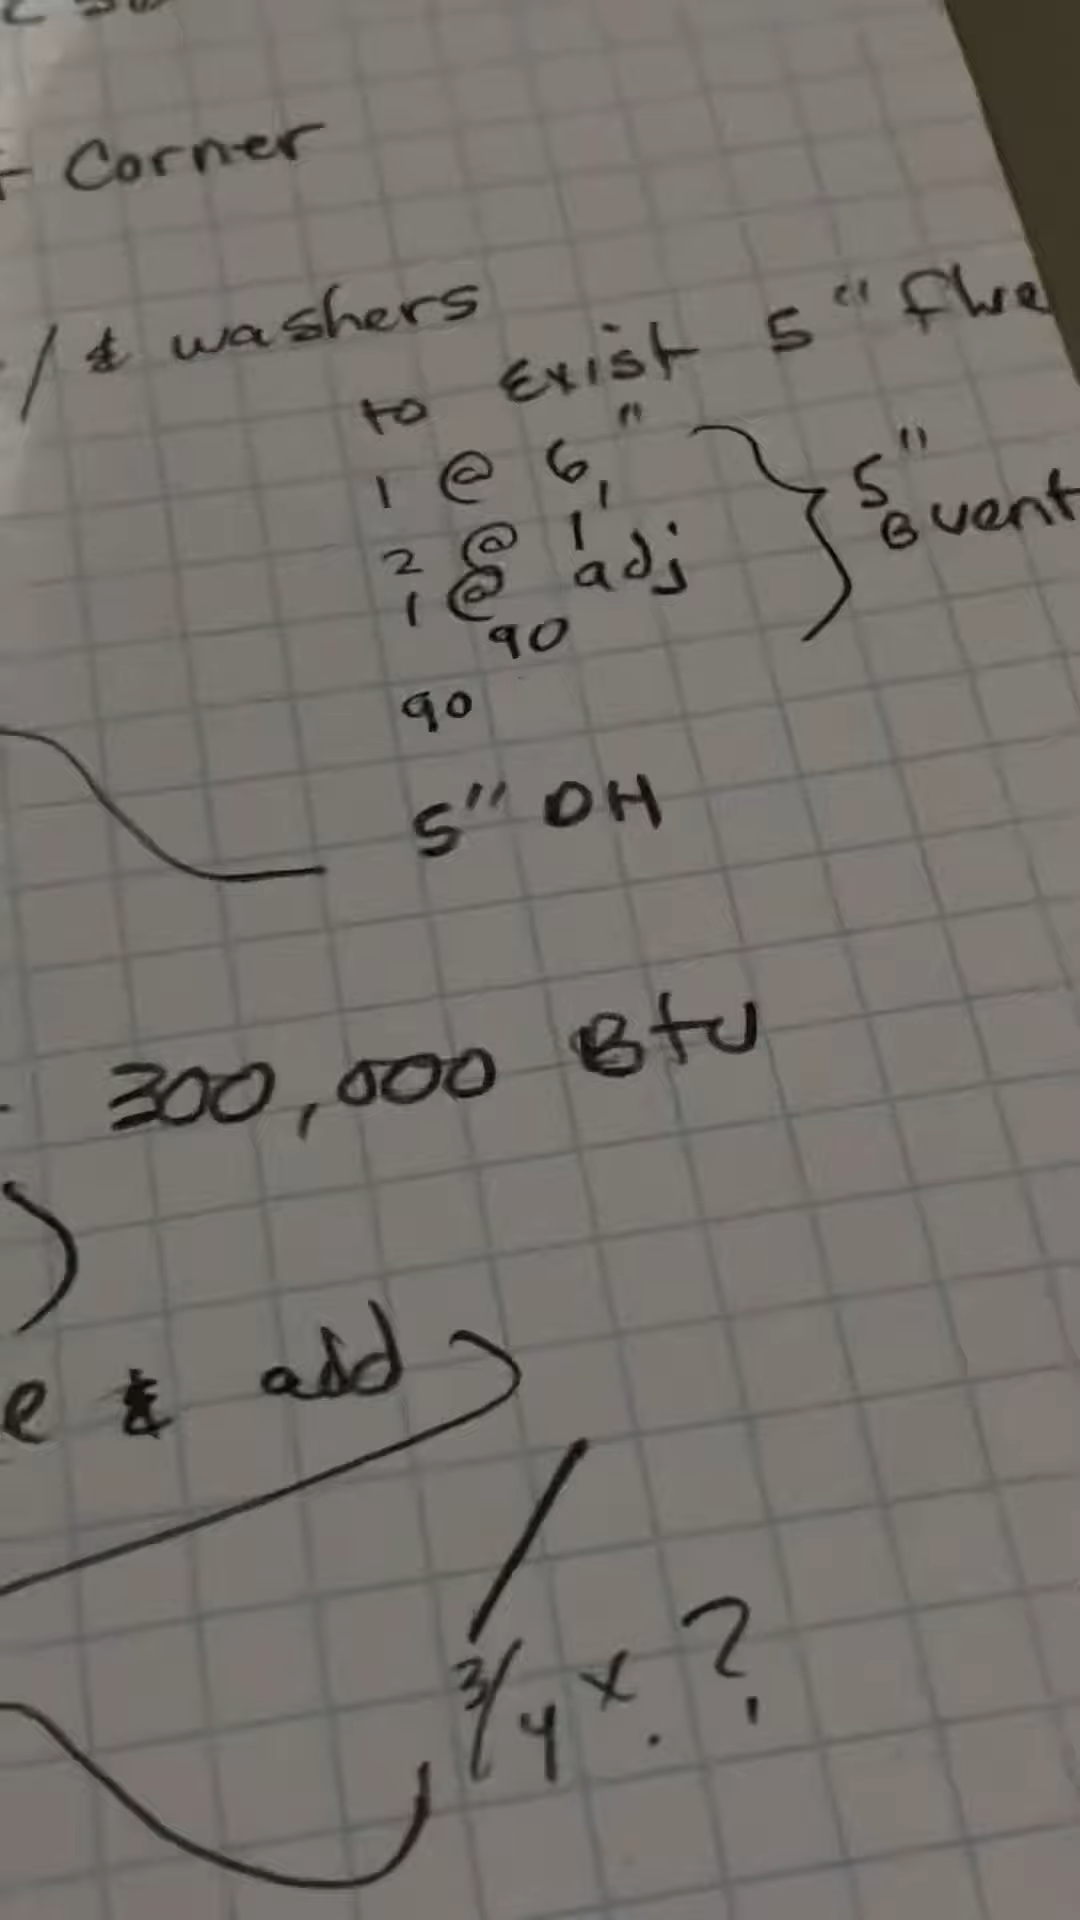 Corner
/ & washers
to Exist 5" flue
1 @ 6"
2 @ 1'
1 @ adj
90
5"
B vent
90
5" DH
300,000 Btu
e & add
3/4 x. ?